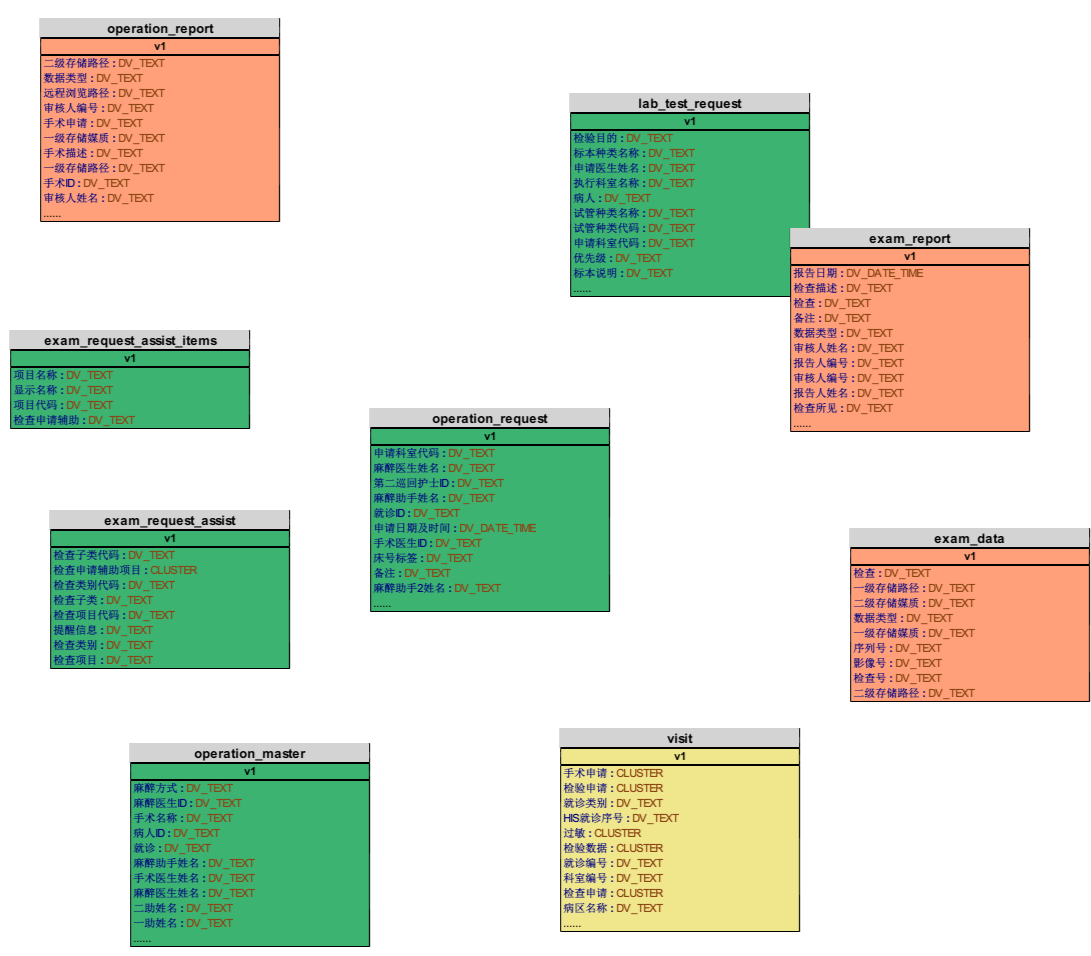 operation_report
v1
二级存储路径 : DV_TEXT
数据类型 : DV_TEXT
远程浏览路径 : DV_TEXT
审核人编号 : DV_TEXT
手术申请 : DV_TEXT
一级存储媒质 : DV_TEXT
手术描述 : DV_TEXT
一级存储路径 : DV_TEXT
手术ID : DV_TEXT
审核人姓名 : DV_TEXT
......
lab_test_request
v1
检验目的 : DV_TEXT
标本种类名称 : DV_TEXT
申请医生姓名 : DV_TEXT
执行科室名称 : DV_TEXT
病人 : DV_TEXT
试管种类名称 : DV_TEXT
试管种类代码 : DV_TEXT
申请科室代码 : DV_TEXT
优先级 : DV_TEXT
标本说明 : DV_TEXT
......
exam_report
v1
报告日期 : DV_DATE_TIME
检查描述 : DV_TEXT
检查 : DV_TEXT
备注 : DV_TEXT
数据类型 : DV_TEXT
审核人姓名 : DV_TEXT
报告人编号 : DV_TEXT
审核人编号 : DV_TEXT
报告人姓名 : DV_TEXT
检查所见 : DV_TEXT
......
exam_request_assist_items
v1
项目名称 : DV_TEXT
显示名称 : DV_TEXT
项目代码 : DV_TEXT
检查申请辅助 : DV_TEXT
operation_request
v1
申请科室代码 : DV_TEXT
麻醉医生姓名 : DV_TEXT
第二巡回护士ID : DV_TEXT
麻醉助手姓名 : DV_TEXT
就诊ID : DV_TEXT
申请日期及时间 : DV_DATE_TIME
手术医生ID : DV_TEXT
床号标签 : DV_TEXT
备注 : DV_TEXT
麻醉助手2姓名 : DV_TEXT
......
exam_request_assist
v1
检查子类代码 : DV_TEXT
检查申请辅助项目 : CLUSTER
检查类别代码 : DV_TEXT
检查子类 : DV_TEXT
检查项目代码 : DV_TEXT
提醒信息 : DV_TEXT
检查类别 : DV_TEXT
检查项目 : DV_TEXT
exam_data
v1
检查 : DV_TEXT
一级存储路径 : DV_TEXT
二级存储媒质 : DV_TEXT
数据类型 : DV_TEXT
一级存储媒质 : DV_TEXT
序列号 : DV_TEXT
影像号 : DV_TEXT
检查号 : DV_TEXT
二级存储路径 : DV_TEXT
operation_master
v1
麻醉方式 : DV_TEXT
麻醉医生ID : DV_TEXT
手术名称 : DV_TEXT
病人ID : DV_TEXT
就诊 : DV_TEXT
麻醉助手姓名 : DV_TEXT
手术医生姓名 : DV_TEXT
麻醉医生姓名 : DV_TEXT
二助姓名 : DV_TEXT
一助姓名 : DV_TEXT
......
visit
v1
手术申请 : CLUSTER
检验申请 : CLUSTER
就诊类别 : DV_TEXT
HIS就诊序号 : DV_TEXT
过敏 : CLUSTER
检验数据 : CLUSTER
就诊编号 : DV_TEXT
科室编号 : DV_TEXT
检查申请 : CLUSTER
病区名称 : DV_TEXT
......